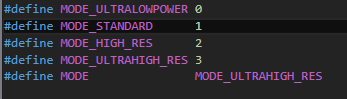 #define MODE_ULTRALOWPOWER 0
#define MODE_STANDARD      1
#define MODE_HIGH_RES      2
#define MODE_ULTRAHIGH_RES 3
#define MODE               MODE_ULTRAHIGH_RES